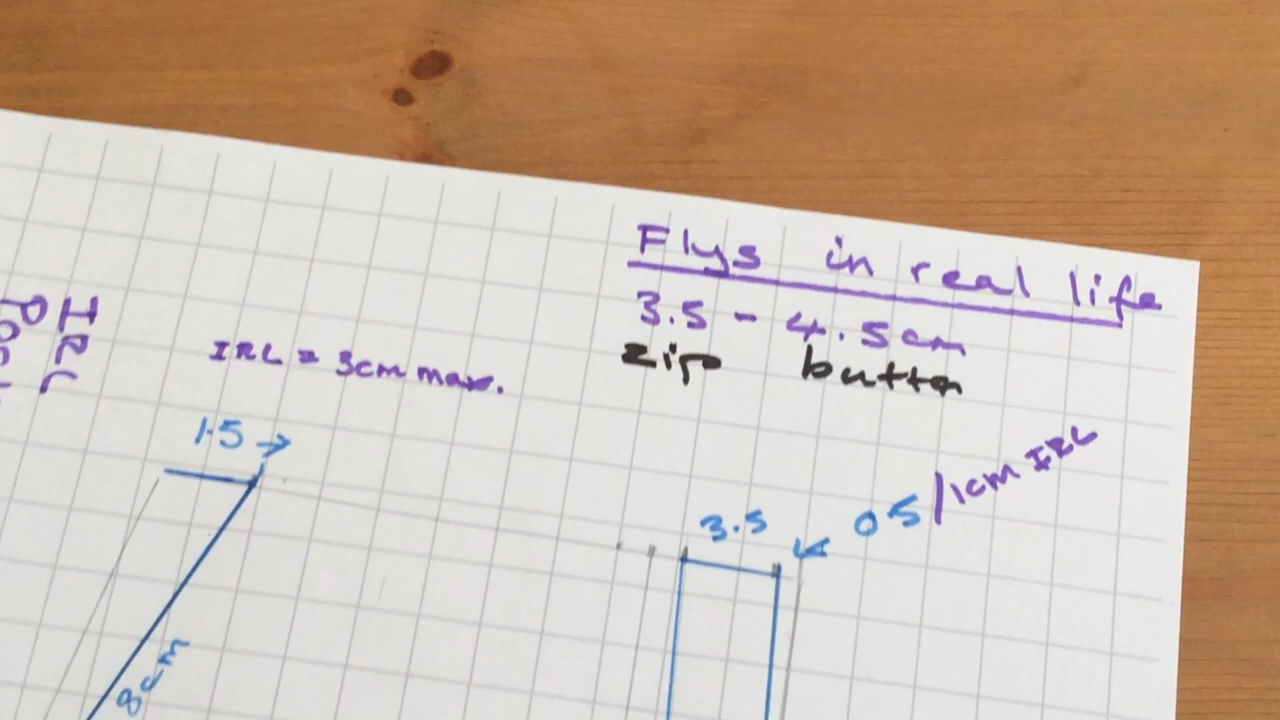 Flys in real life
3.5 - 4.5cm
zip button
IRL
IRL = 3cm max.
1.5
3.5
0.5 /1cm IRL
8cm